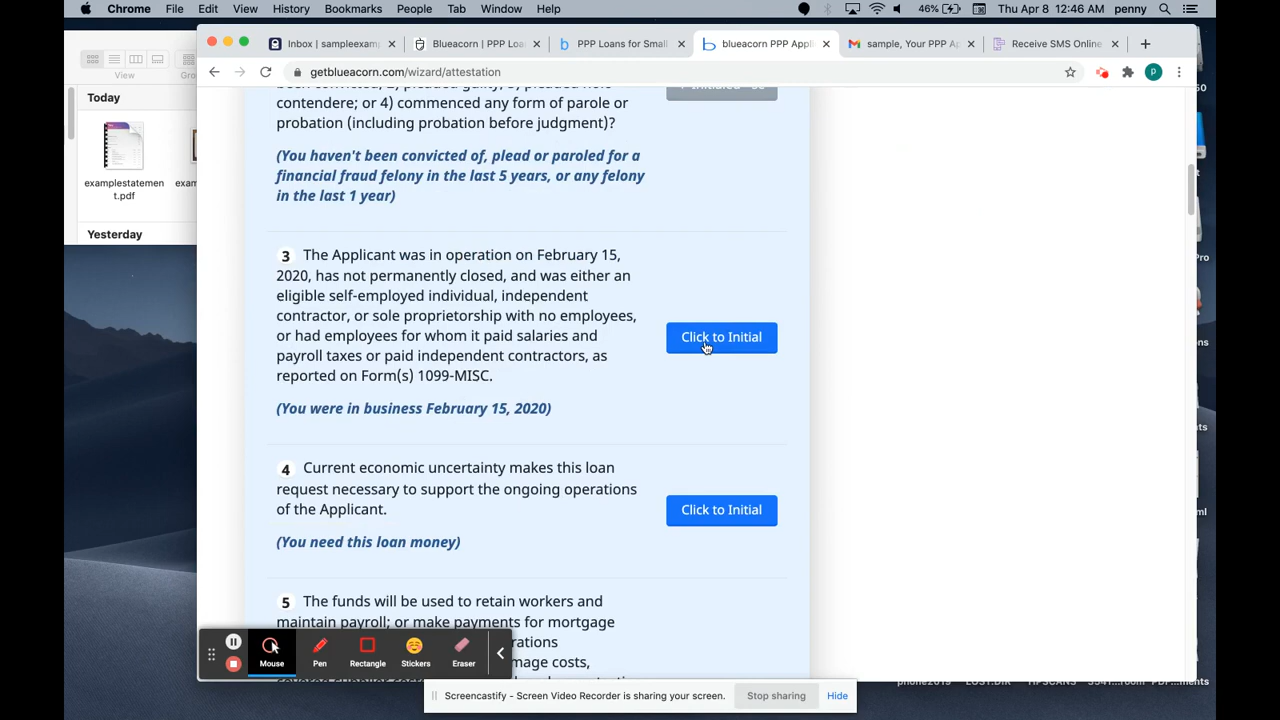 Chrome File Edit View History Bookmarks People Tab Window Help 46% Thu Apr 8 12:46 AM penny
Inbox | sampleexam
Blueacorn | PPP Loa
PPP Loans for Small
blueacorn PPP Appli
sample, Your PPP A
Receive SMS Online
getblueacorn.com/wizard/attestation
P
View
Gro
Today
examplestatemen
t.pdf
exam
s
Yesterday
contendere; or 4) commenced any form of parole or
probation (including probation before judgment)?
(You haven't been convicted of, plead or paroled for a
financial fraud felony in the last 5 years, or any felony
in the last 1 year)
3 The Applicant was in operation on February 15,
2020, has not permanently closed, and was either an
eligible self-employed individual, independent
contractor, or sole proprietorship with no employees,
or had employees for whom it paid salaries and
payroll taxes or paid independent contractors, as
reported on Form(s) 1099-MISC.
Click to Initial
(You were in business February 15, 2020)
4 Current economic uncertainty makes this loan
request necessary to support the ongoing operations
of the Applicant.
Click to Initial
(You need this loan money)
5 The funds will be used to retain workers and
maintain payroll; or make payments for mortgage
erations
mage costs,
Mouse
Pen
Rectangle
Stickers
Eraser
Screencastify - Screen Video Recorder is sharing your screen.
Stop sharing
Hide